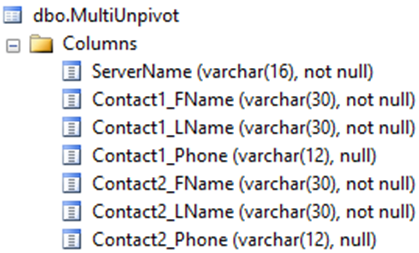 dbo.MultiUnpivot
Columns
ServerName (varchar(16), not null)
Contact1_FName (varchar(30), not null)
Contact1_LName (varchar(30), not null)
Contact1_Phone (varchar(12), null)
Contact2_FName (varchar(30), not null)
Contact2_LName (varchar(30), not null)
Contact2_Phone (varchar(12), null)